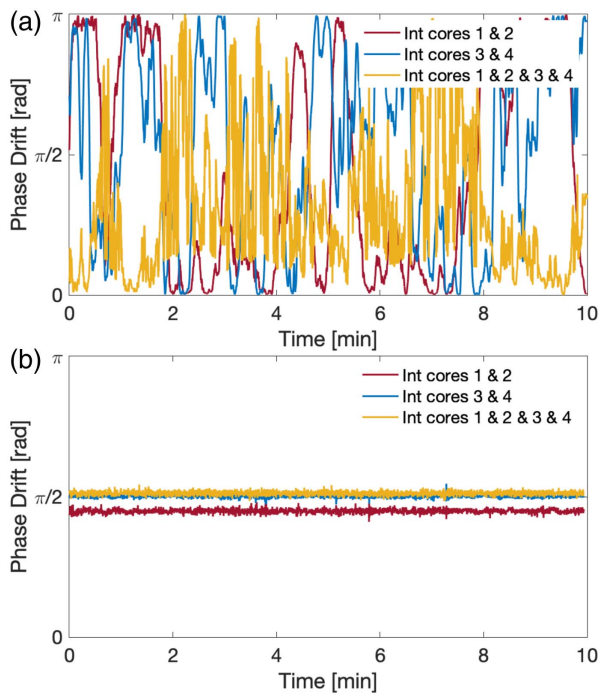 (a)
Phase Drift [rad]
π
π/2
0
Int cores 1 & 2
Int cores 3 & 4
Int cores 1 & 2 & 3 & 4
0 2 4 6 8 10
Time [min]
(b)
Phase Drift [rad]
π
π/2
0
Int cores 1 & 2
Int cores 3 & 4
Int cores 1 & 2 & 3 & 4
0 2 4 6 8 10
Time [min]